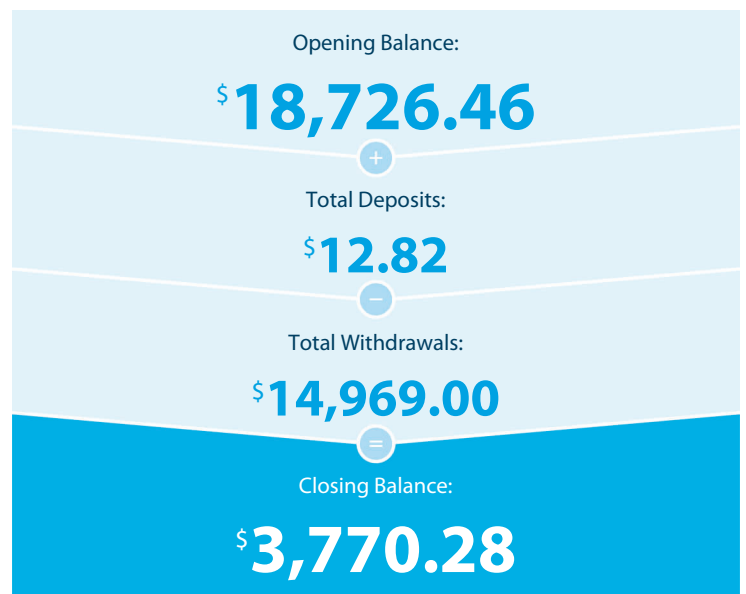 Opening Balance:
$18,726.46
+
Total Deposits:
$12.82
−
Total Withdrawals:
$14,969.00
=
Closing Balance:
$3,770.28